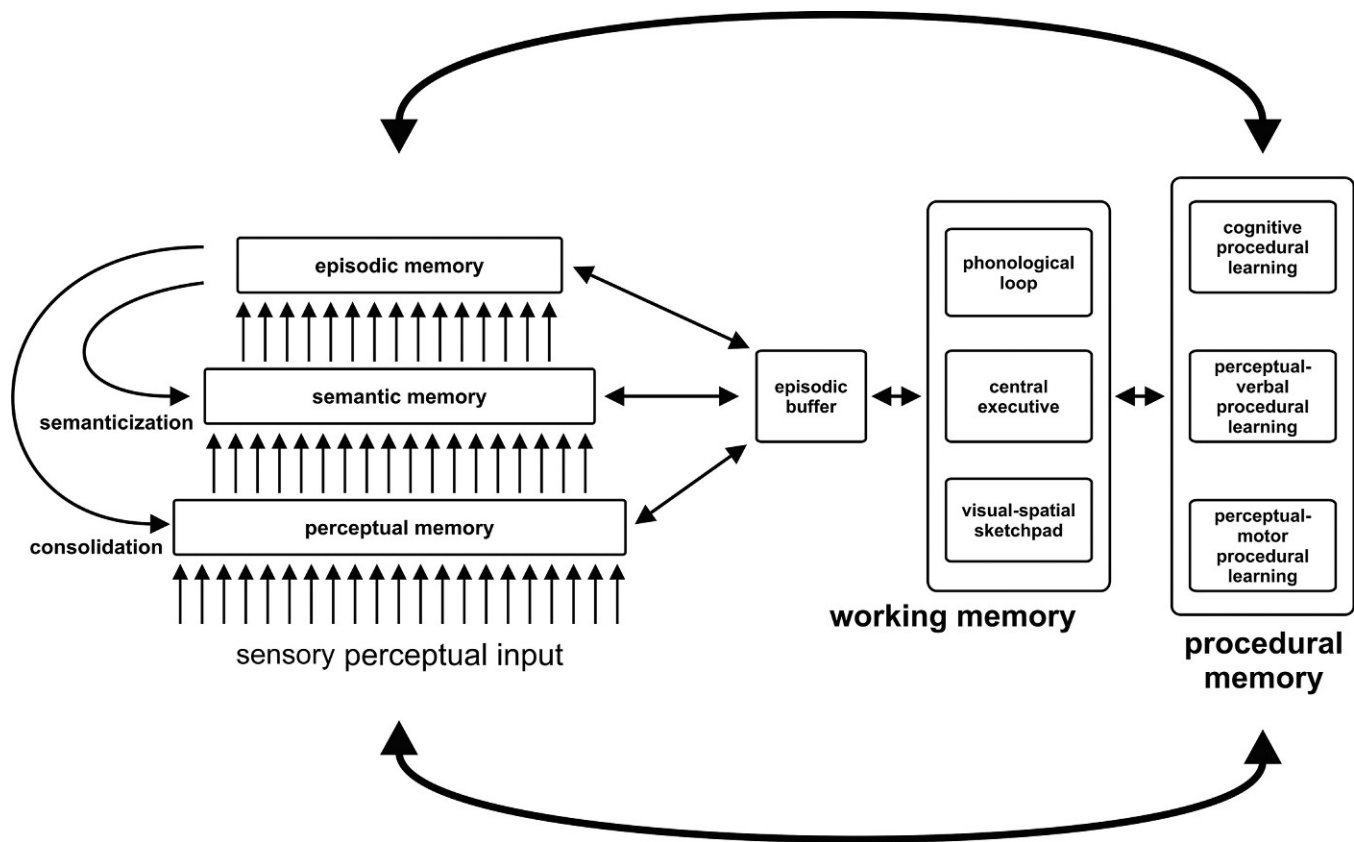 episodic memory
semantic memory
semanticization
perceptual memory
consolidation
sensory perceptual input
episodic
buffer
phonological
loop
central
executive
visual-spatial
sketchpad
working memory
cognitive
procedural
learning
perceptual-
verbal
procedural
learning
perceptual-
motor
procedural
learning
procedural
memory